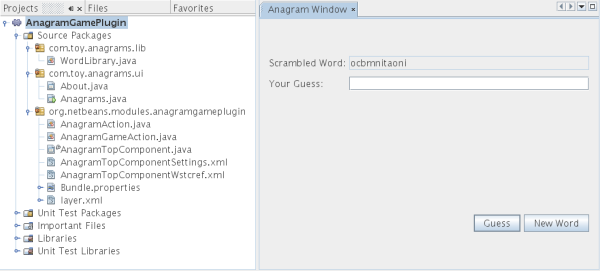 Projects Files Favorites
AnagramGamePlugin
Source Packages
com.toy.anagrams.lib
WordLibrary.java
com.toy.anagrams.ui
About.java
Anagrams.java
org.netbeans.modules.anagramgameplugin
AnagramAction.java
AnagramGameAction.java
AnagramTopComponent.java
AnagramTopComponentSettings.xml
AnagramTopComponentWstcref.xml
Bundle.properties
layer.xml
Unit Test Packages
Important Files
Libraries
Unit Test Libraries
Anagram Window
Scrambled Word: ocbmnitaoni
Your Guess:
Guess New Word